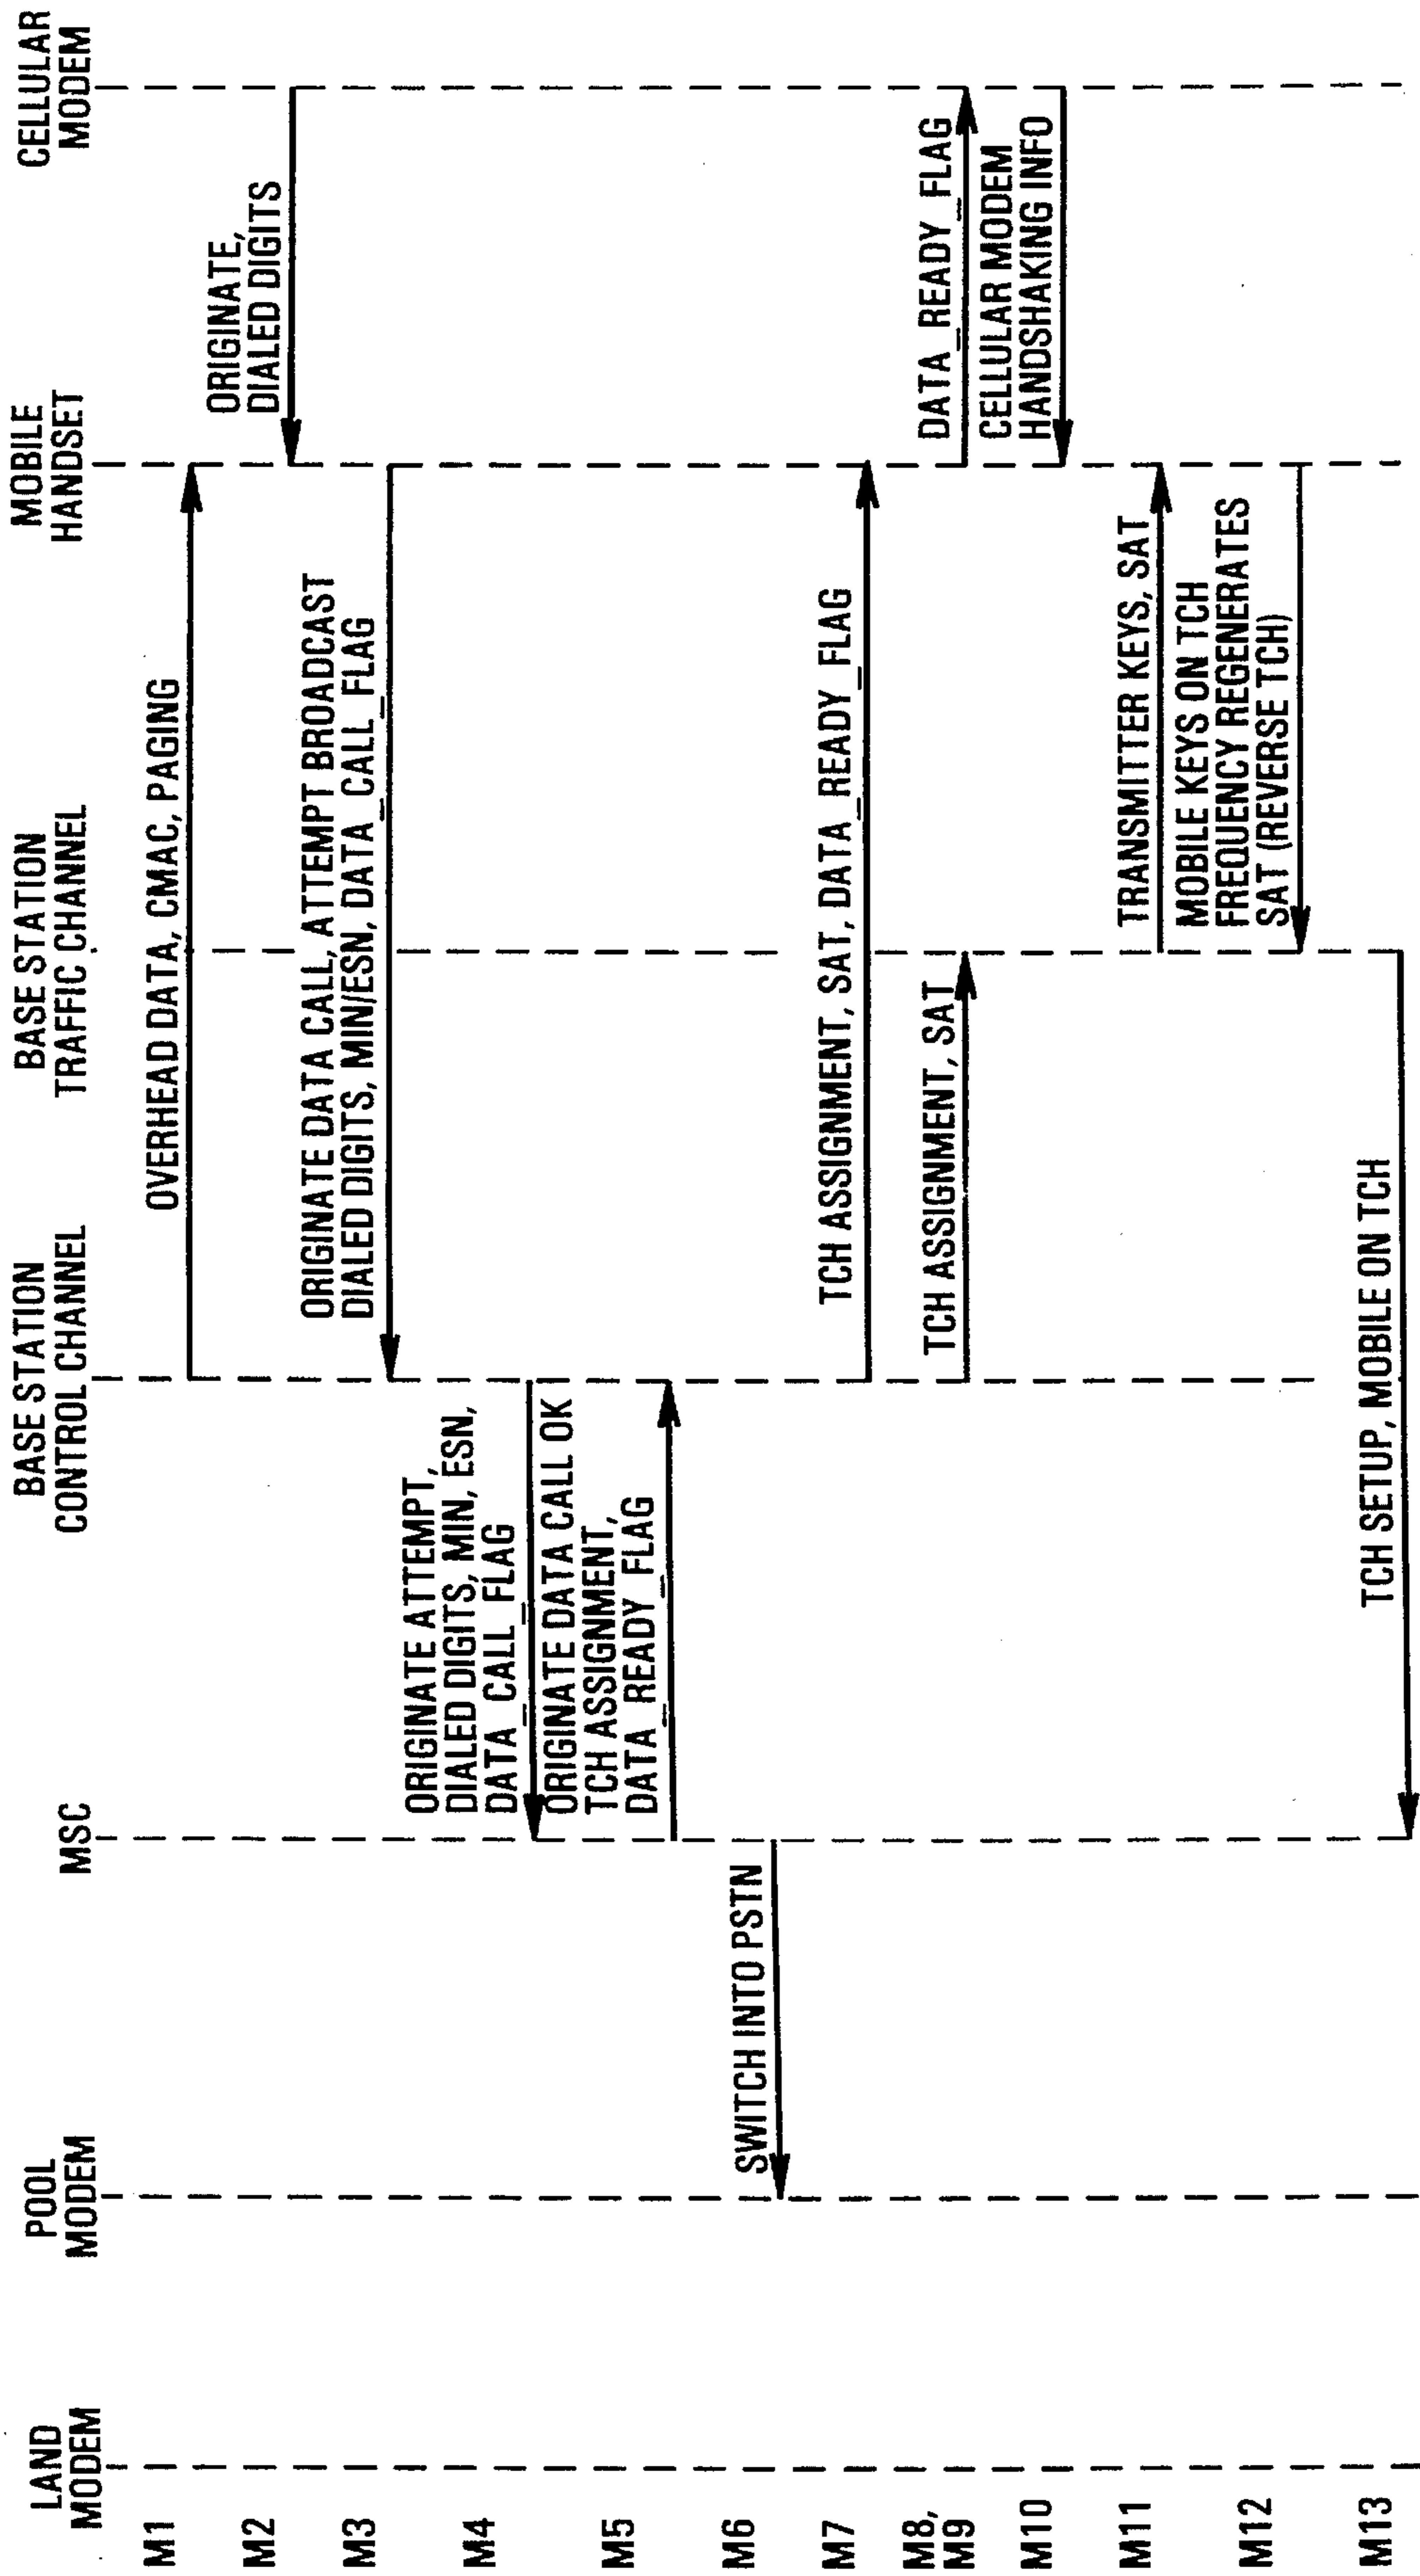 LAND
MODEM
POOL
MODEM
MSC
BASE STATION
CONTROL CHANNEL
BASE STATION
TRAFFIC CHANNEL
MOBILE
HANDSET
CELLULAR
MODEM
M1
OVERHEAD DATA, CMAC, PAGING
M2
ORIGINATE,
DIALED DIGITS
M3
ORIGINATE DATA CALL, ATTEMPT BROADCAST
DIALED DIGITS, MIN/ESN, DATA_CALL_FLAG
M4
ORIGINATE ATTEMPT,
DIALED DIGITS, MIN, ESN,
DATA_CALL_FLAG
M5
ORIGINATE DATA CALL OK
TCH ASSIGNMENT,
DATA_READY_FLAG
M6
SWITCH INTO PSTN
M7
TCH ASSIGNMENT, SAT, DATA_READY_FLAG
M8,
M9
TCH ASSIGNMENT, SAT
DATA_READY_FLAG
M10
CELLULAR MODEM
HANDSHAKING INFO
M11
TRANSMITTER KEYS, SAT
M12
MOBILE KEYS ON TCH
FREQUENCY REGENERATES
SAT (REVERSE TCH)
M13
TCH SETUP, MOBILE ON TCH